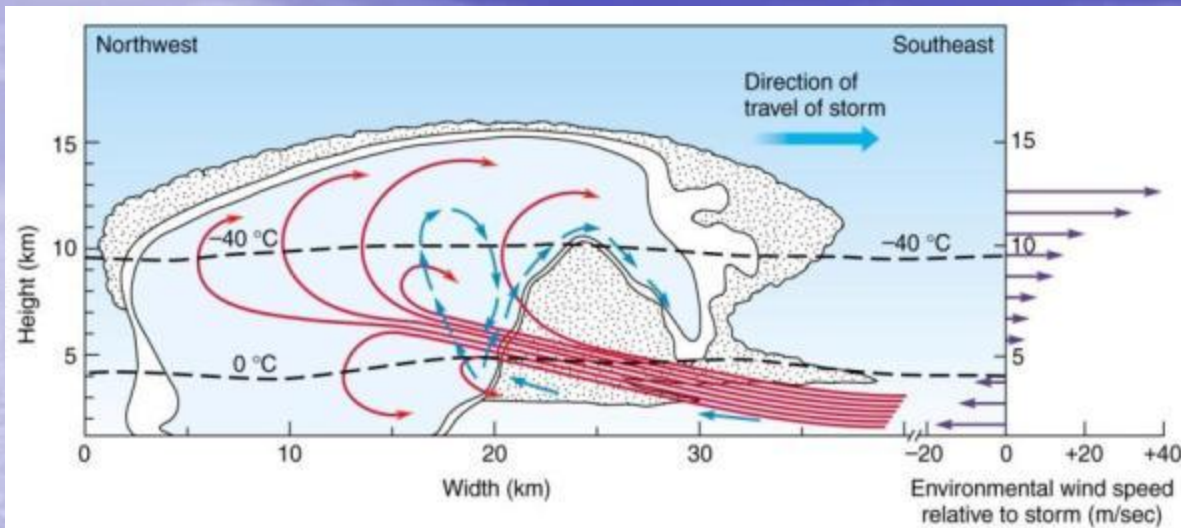 Northwest
Southeast
Direction of
travel of storm
15
10
5
Height (km)
–40 °C
0 °C
–40 °C
15
10
5
0
10
20
30
–20
0
+20
+40
Width (km)
Environmental wind speed
relative to storm (m/sec)